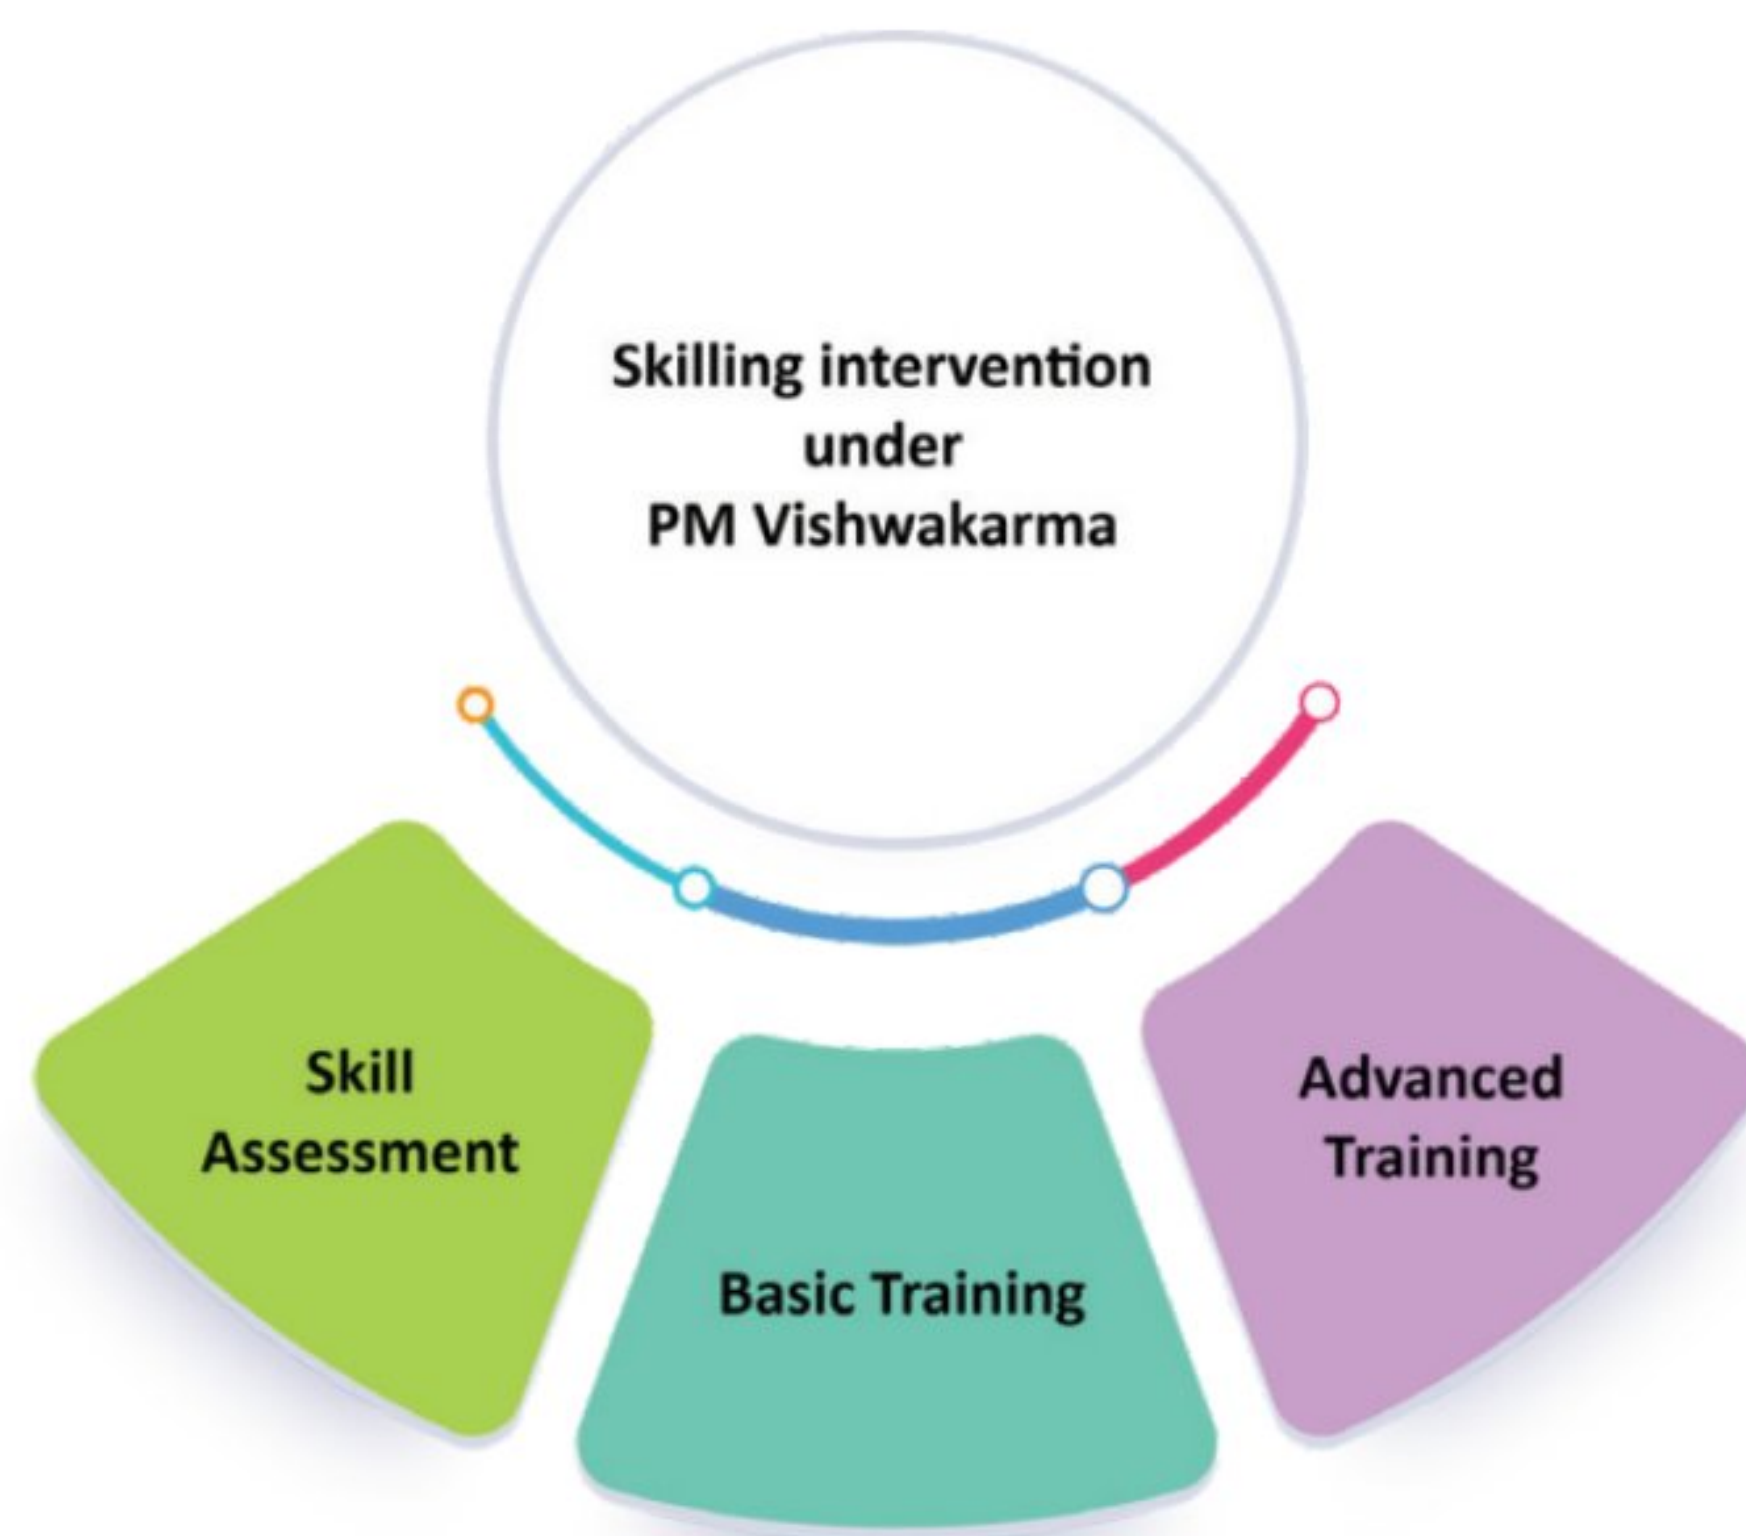 Skilling intervention
under
PM Vishwakarma
Skill
Assessment
Basic Training
Advanced
Training